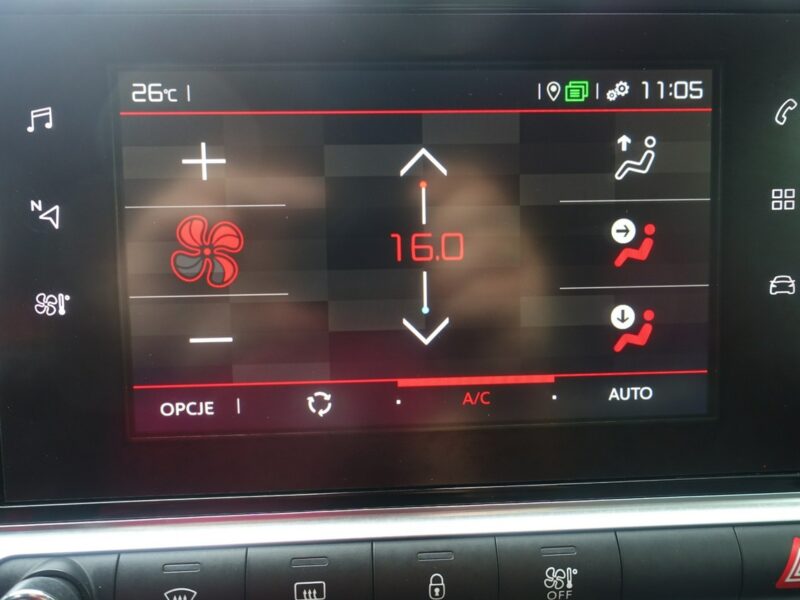 26°C
11:05
N
16.0
OPCJE
A/C
AUTO
OFF